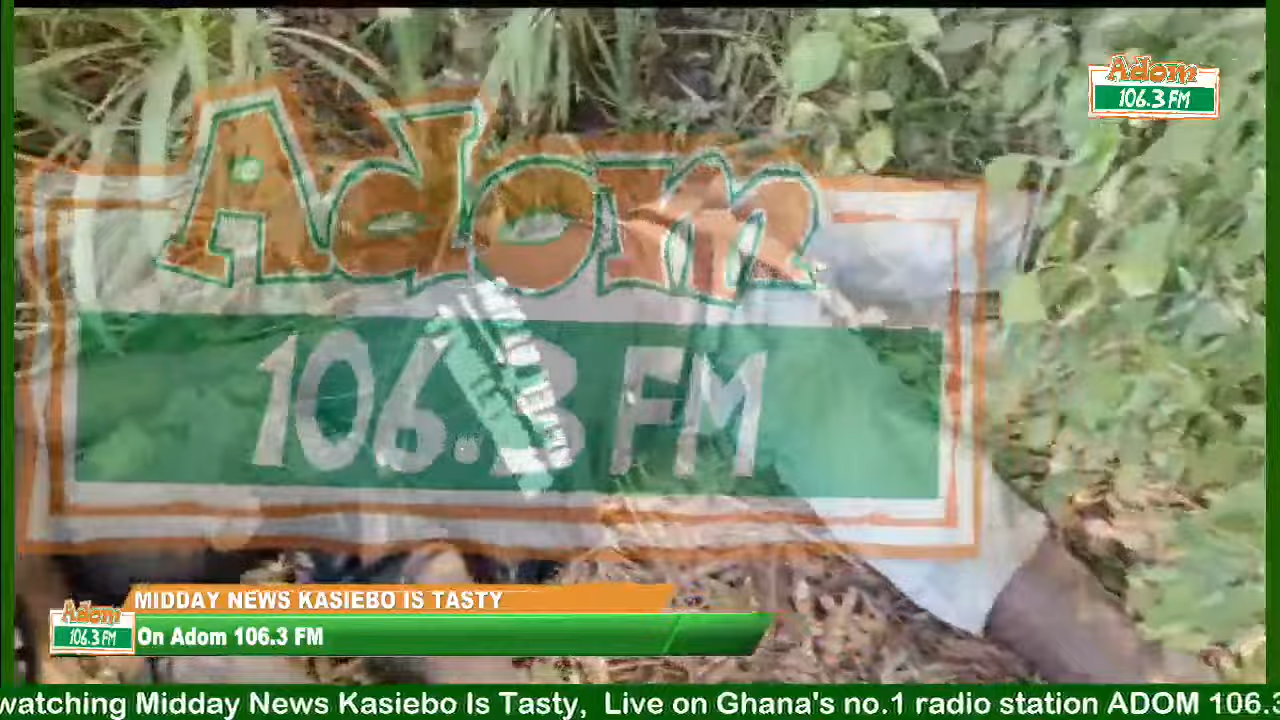 Adom
106.3 FM
Adom
106.3 FM
MIDDAY NEWS KASIEBO IS TASTY
Adom
106.3 FM
On Adom 106.3 FM
watching Midday News Kasiebo Is Tasty, Live on Ghana's no.1 radio station ADOM 106.3